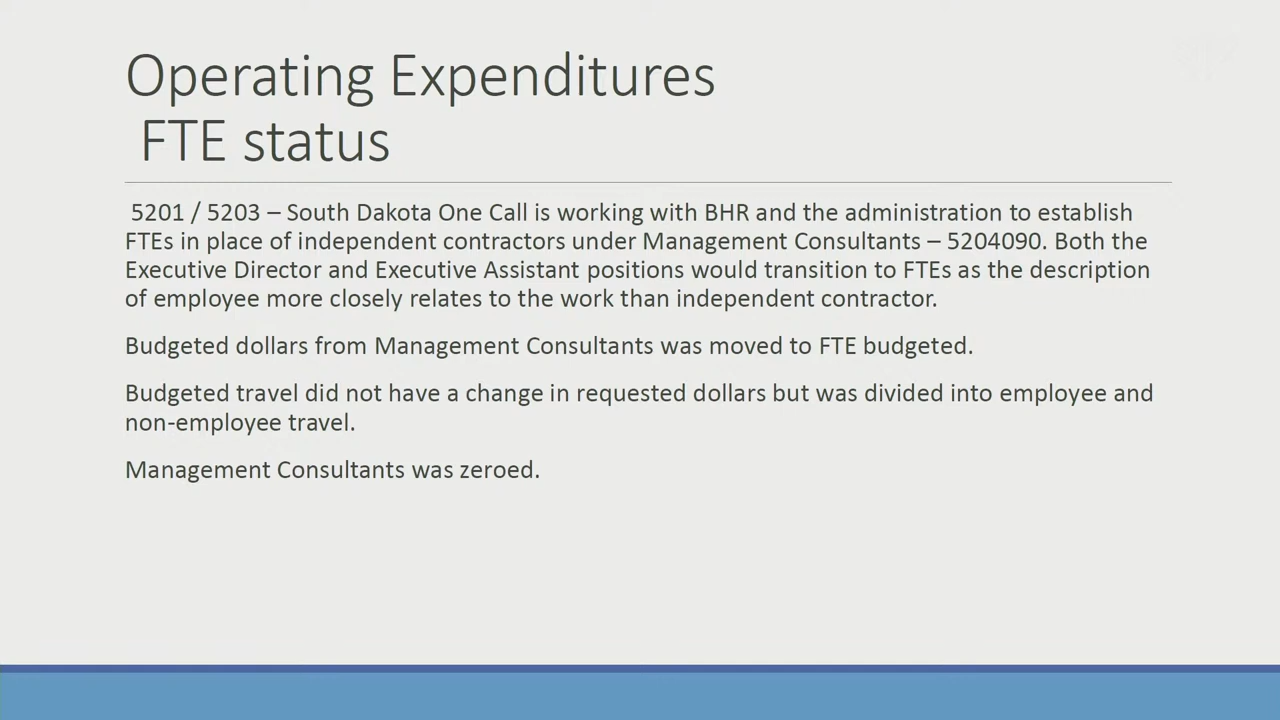 Operating Expenditures
FTE status
5201 / 5203 – South Dakota One Call is working with BHR and the administration to establish
FTEs in place of independent contractors under Management Consultants – 5204090. Both the
Executive Director and Executive Assistant positions would transition to FTEs as the description
of employee more closely relates to the work than independent contractor.
Budgeted dollars from Management Consultants was moved to FTE budgeted.
Budgeted travel did not have a change in requested dollars but was divided into employee and
non-employee travel.
Management Consultants was zeroed.